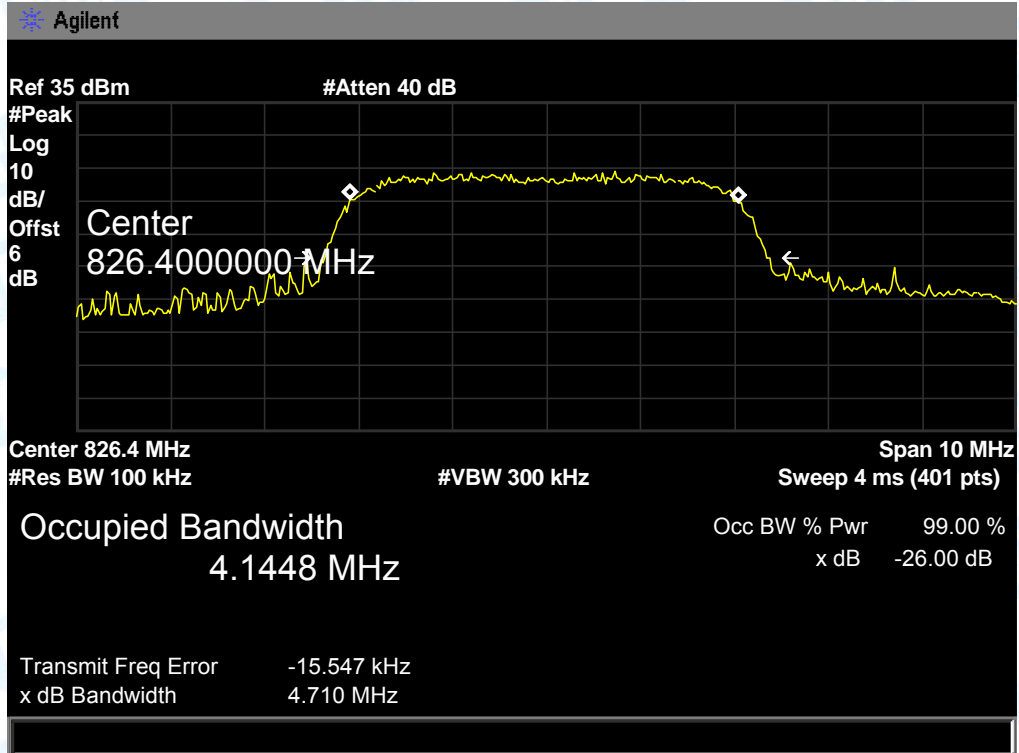 Agilent
Ref 35 dBm #Atten 40 dB
#Peak
Log
10
dB/
Offst
6
dB
Center
826.4000000 MHz
Center 826.4 MHz Span 10 MHz
#Res BW 100 kHz #VBW 300 kHz Sweep 4 ms (401 pts)
Occupied Bandwidth
4.1448 MHz
Occ BW % Pwr 99.00 %
x dB -26.00 dB
Transmit Freq Error -15.547 kHz
x dB Bandwidth 4.710 MHz